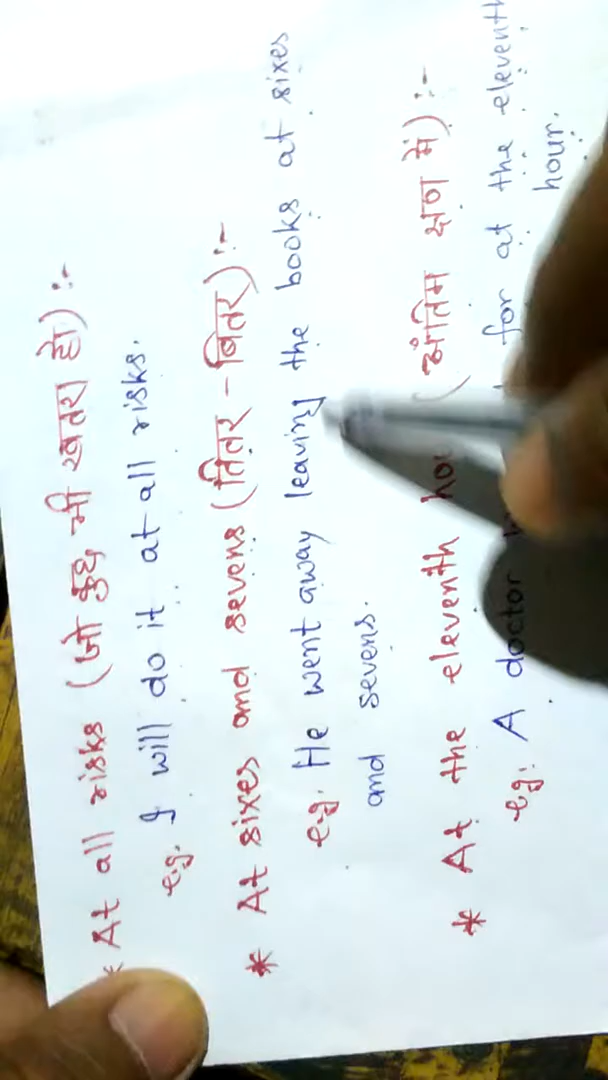 * At all risks (जो कुछ भी खतरा हो) :-
e.g. I will do it at all risks.
* At sixes and sevens (तितर - बितर) :-
e.g. He went away leaving the books at sixes
and sevens.
* At the eleventh hou (अंतिम क्षण में) :-
e.g. A doctor for at the eleventh
hour.